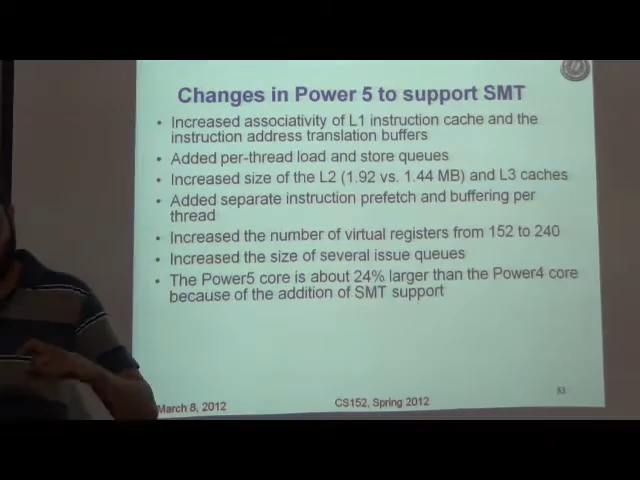 Changes in Power 5 to support SMT
• Increased associativity of L1 instruction cache and the
instruction address translation buffers
• Added per-thread load and store queues
• Increased size of the L2 (1.92 vs. 1.44 MB) and L3 caches
• Added separate instruction prefetch and buffering per
thread
• Increased the number of virtual registers from 152 to 240
• Increased the size of several issue queues
• The Power5 core is about 24% larger than the Power4 core
because of the addition of SMT support
March 8, 2012
CS152, Spring 2012
53